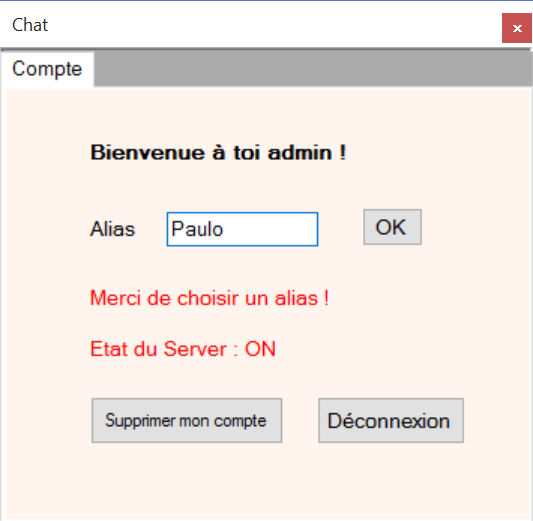 Chat
x
Compte
Bienvenue à toi admin !
Alias Paulo OK
Merci de choisir un alias !
Etat du Server : ON
Supprimer mon compte Déconnexion